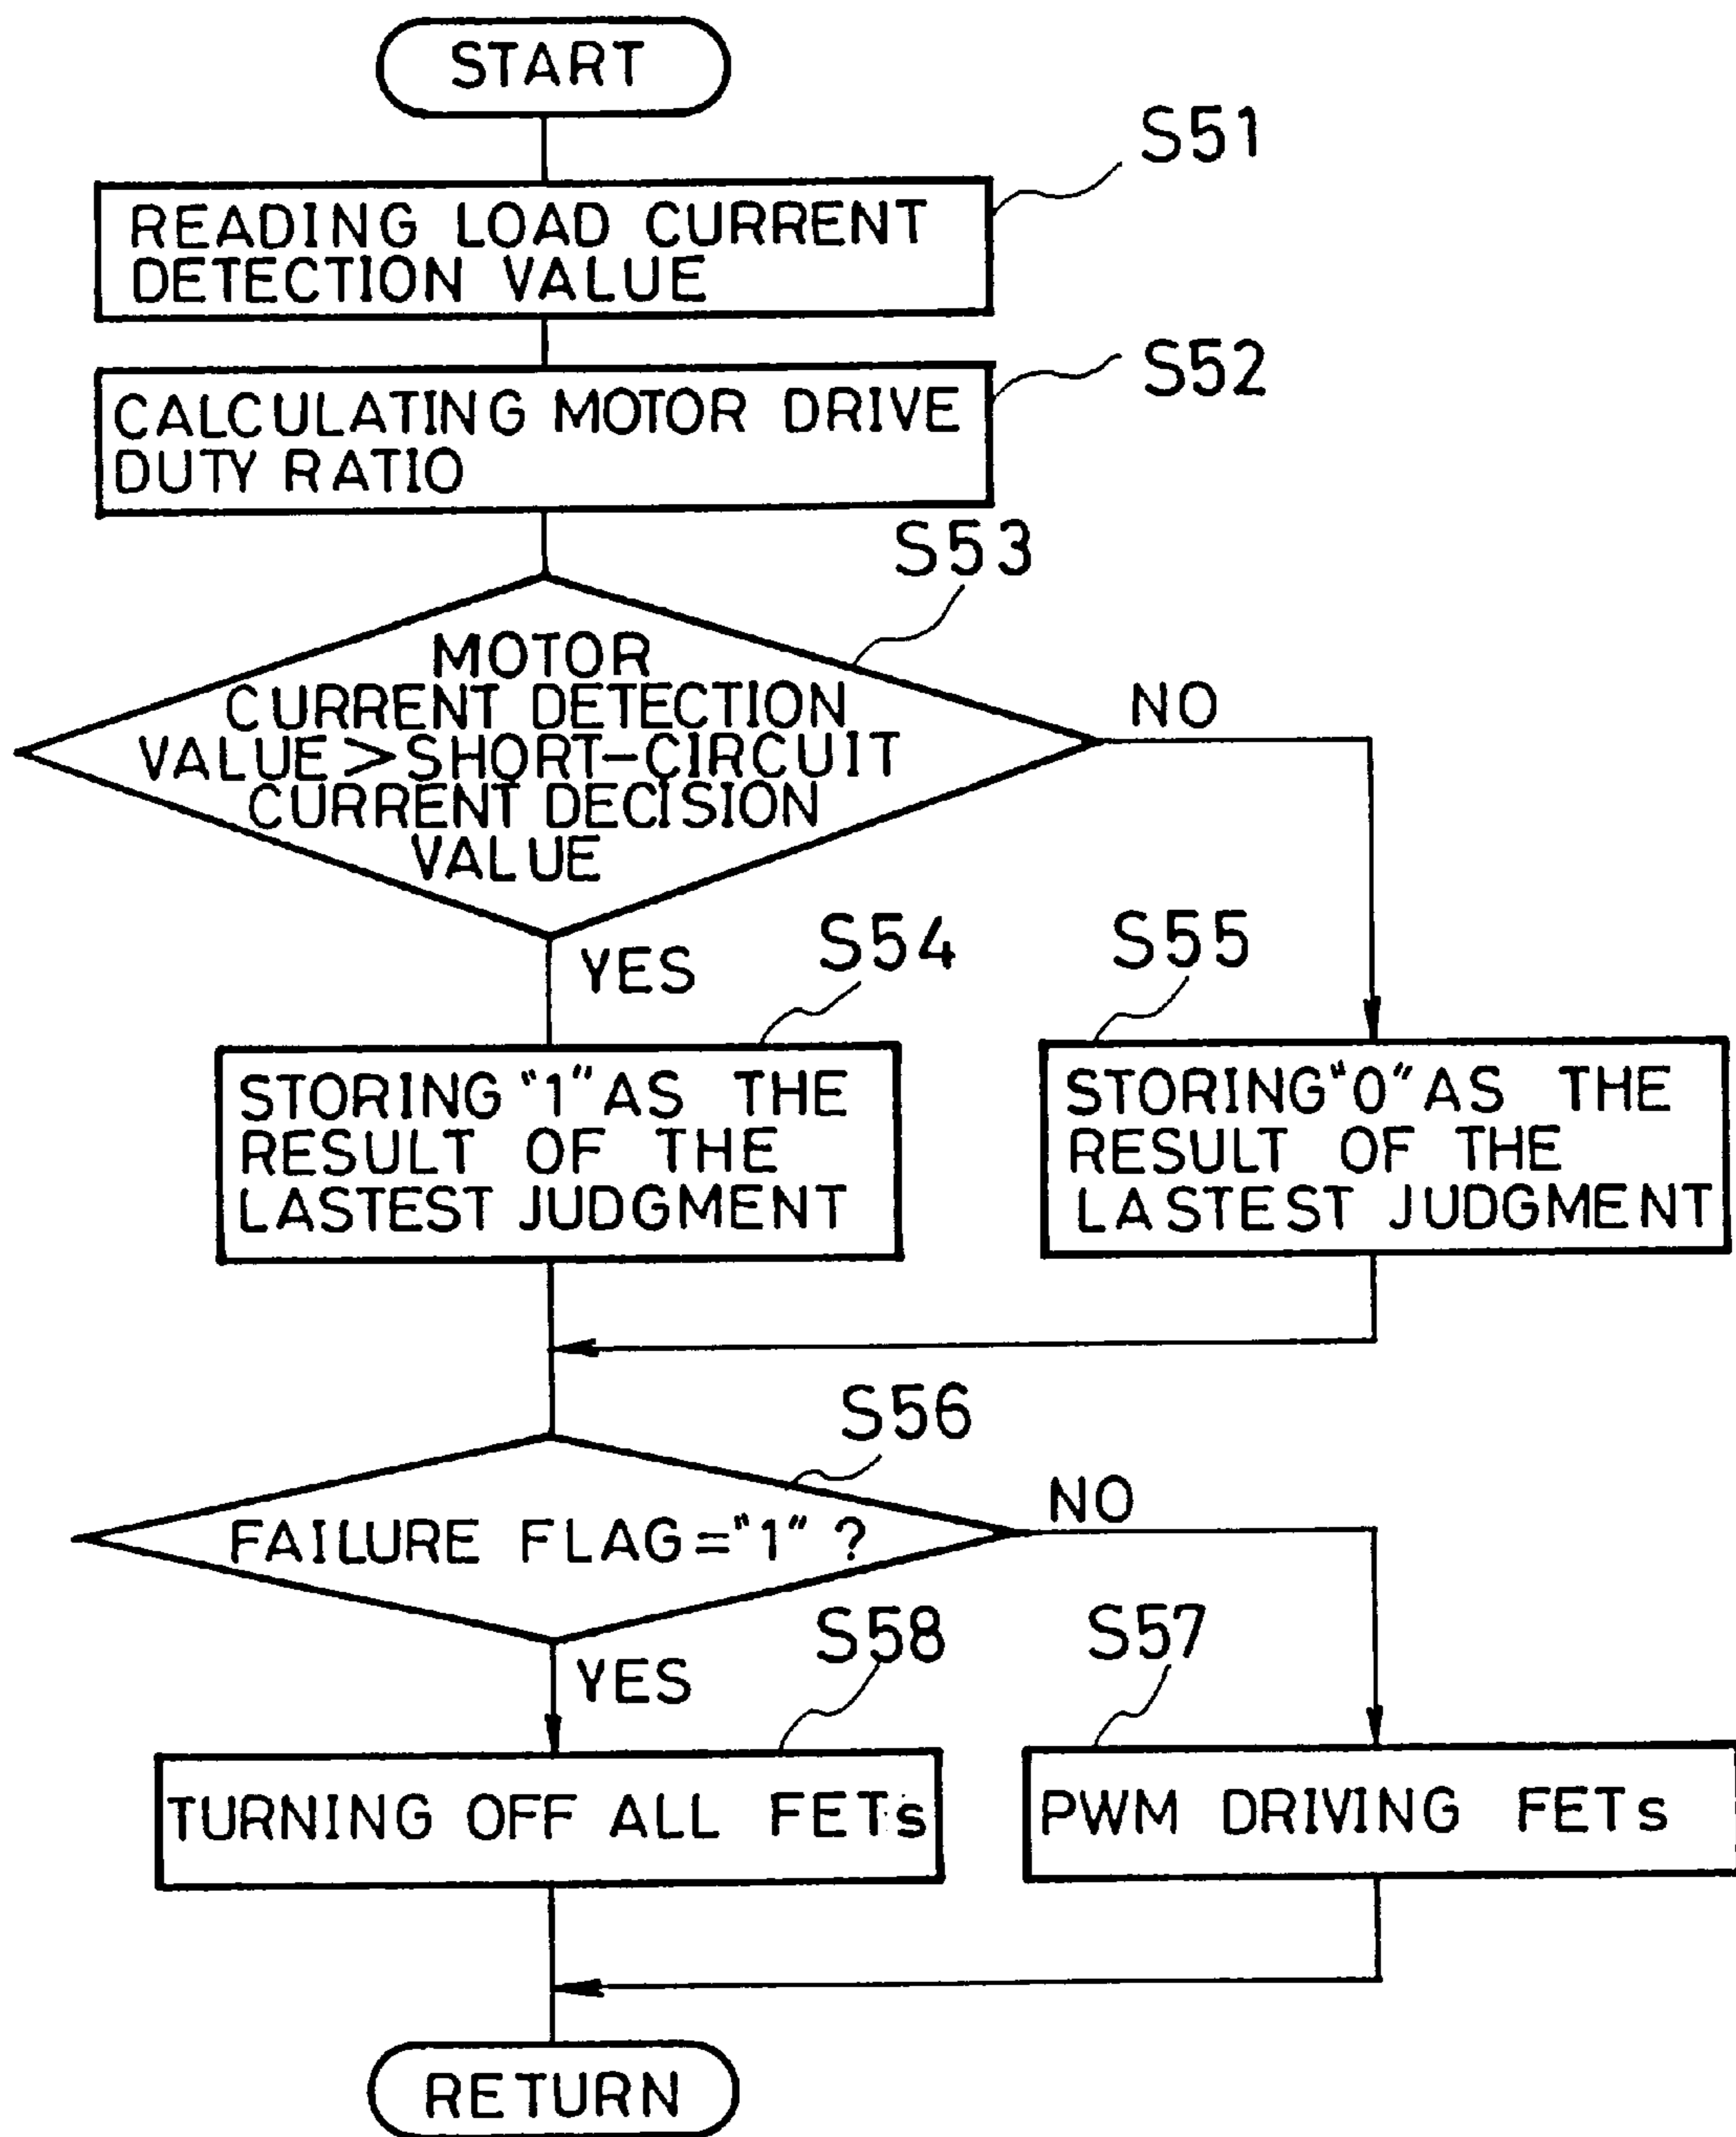 START
S51
READING LOAD CURRENT
DETECTION VALUE
S52
CALCULATING MOTOR DRIVE
DUTY RATIO
S53
MOTOR
CURRENT DETECTION
VALUE>SHORT-CIRCUIT
CURRENT DECISION
VALUE
NO
YES
S54
STORING "1" AS THE
RESULT OF THE
LASTEST JUDGMENT
S55
STORING "0" AS THE
RESULT OF THE
LASTEST JUDGMENT
S56
FAILURE FLAG="1" ?
NO
YES
S58
TURNING OFF ALL FETs
S57
PWM DRIVING FETs
RETURN